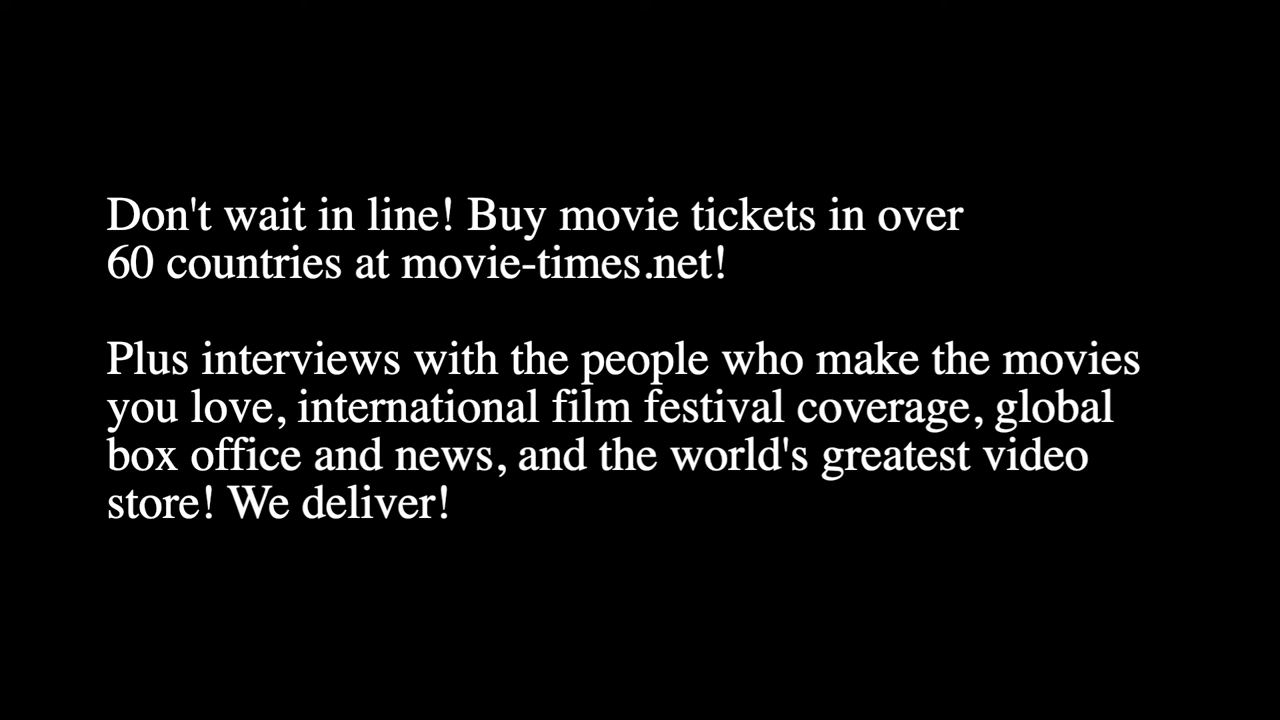 Don't wait in line! Buy movie tickets in over
60 countries at movie-times.net!
Plus interviews with the people who make the movies
you love, international film festival coverage, global
box office and news, and the world's greatest video
store! We deliver!